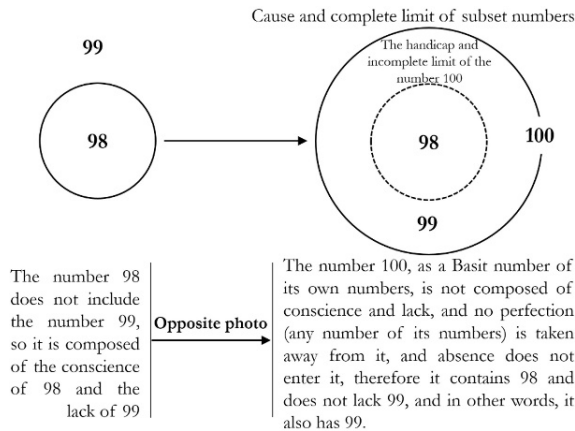 Cause and complete limit of subset numbers
99
98
The handicap and
incomplete limit of the
number 100
98
100
99
The number 98
does not include
the number 99,
so it is composed
of the conscience
of 98 and the
lack of 99
Opposite photo
The number 100, as a Basit number of
its own numbers, is not composed of
conscience and lack, and no perfection
(any number of its numbers) is taken
away from it, and absence does not
enter it, therefore it contains 98 and
does not lack 99, and in other words, it
also has 99.